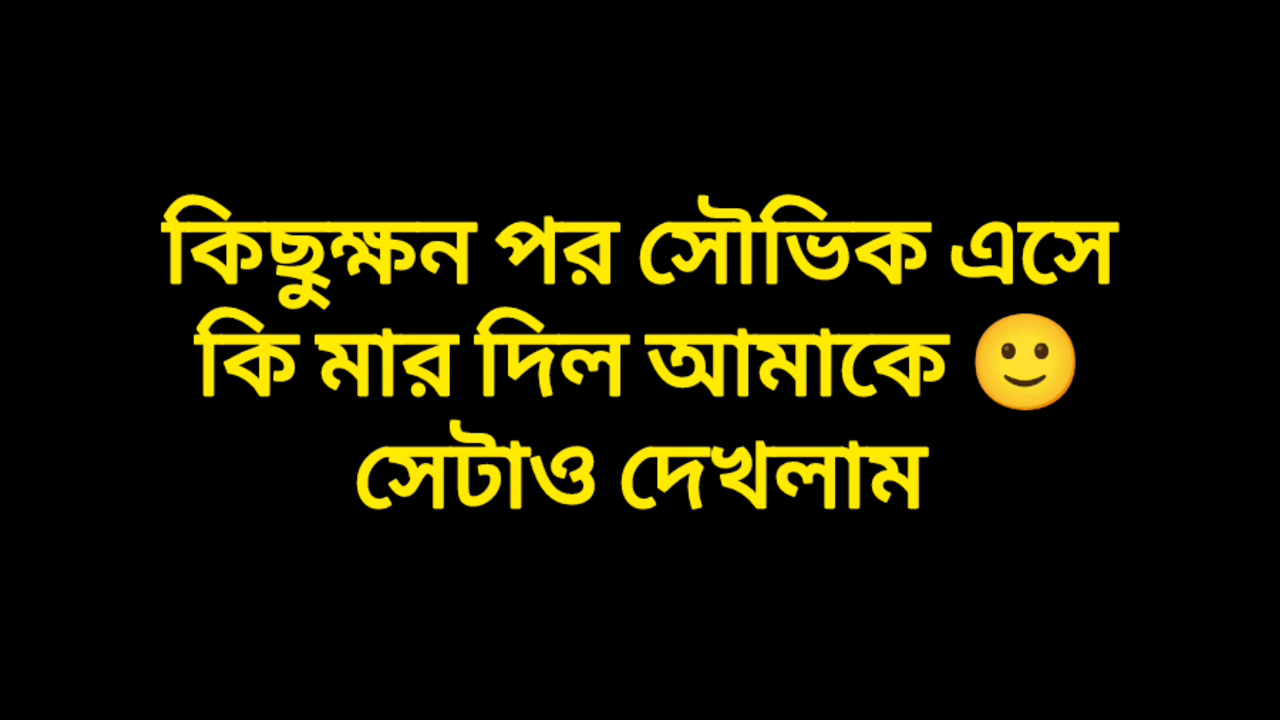 কিছুক্ষন পর সৌভিক এসে
কি মার দিল আমাকে 🙂
সেটাও দেখলাম